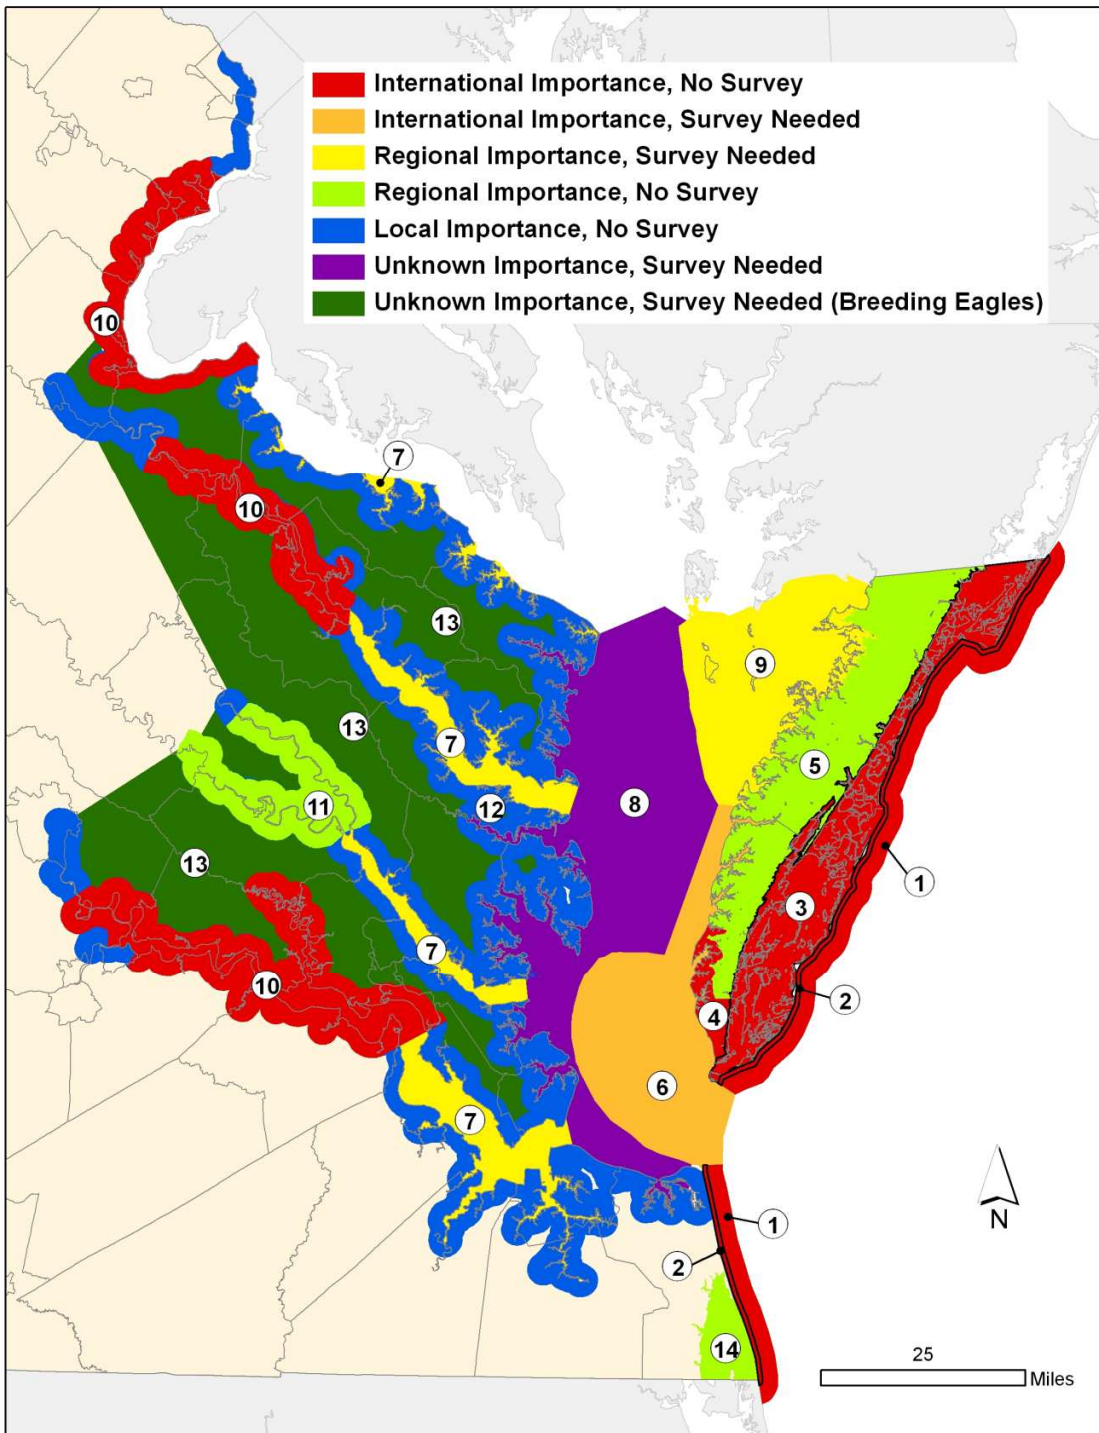 International Importance, No Survey
International Importance, Survey Needed
Regional Importance, Survey Needed
Regional Importance, No Survey
Local Importance, No Survey
Unknown Importance, Survey Needed
Unknown Importance, Survey Needed (Breeding Eagles)
10
7
10
13
9
13
7
5
11
12
8
13
1
3
7
10
2
4
6
7
1
2
N
14
25
Miles